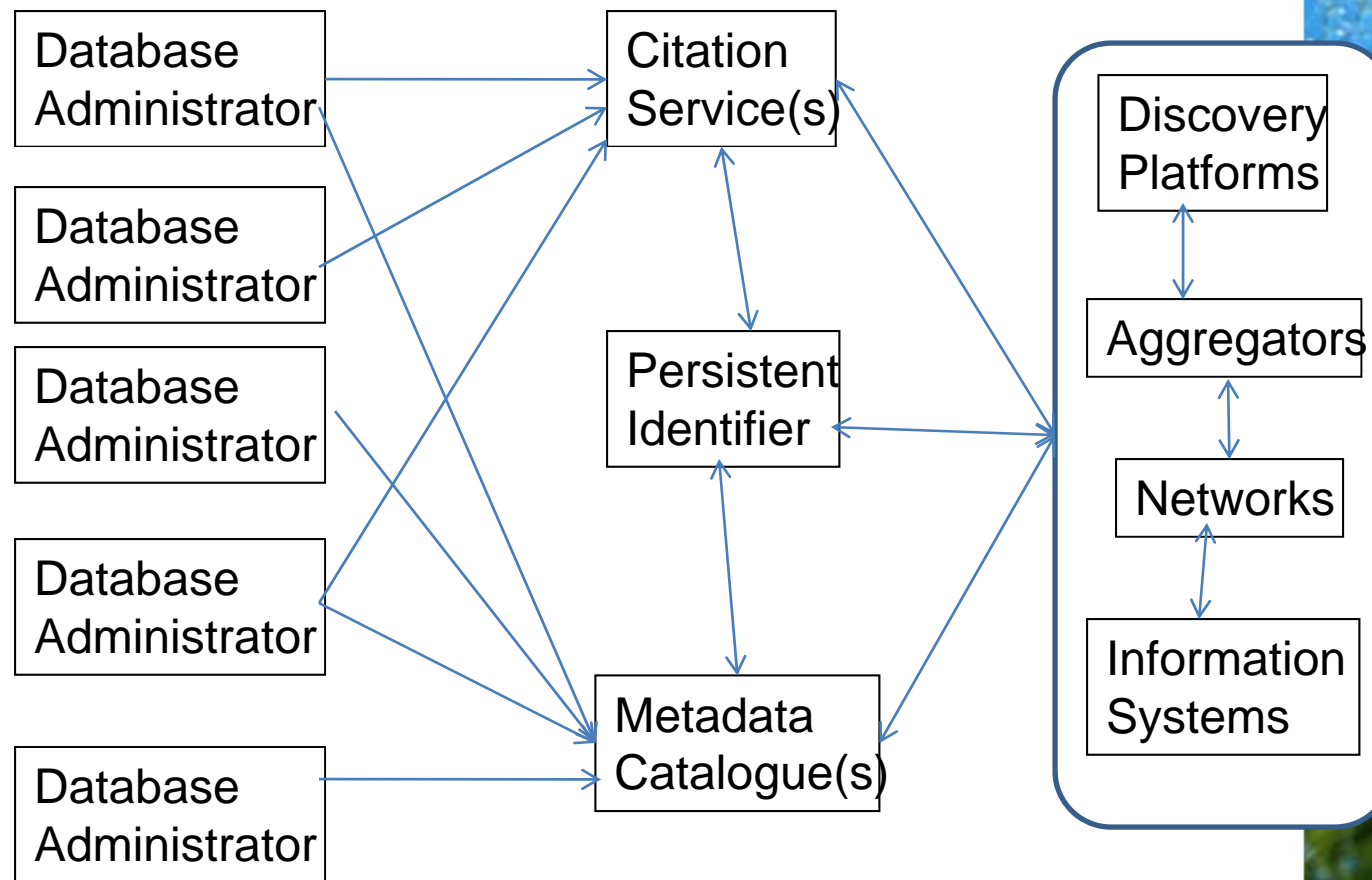 Database
Administrator
Database
Administrator
Database
Administrator
Database
Administrator
Database
Administrator
Citation
Service(s)
Persistent
Identifier
Metadata
Catalogue(s)
Discovery
Platforms
Aggregators
Networks
Information
Systems